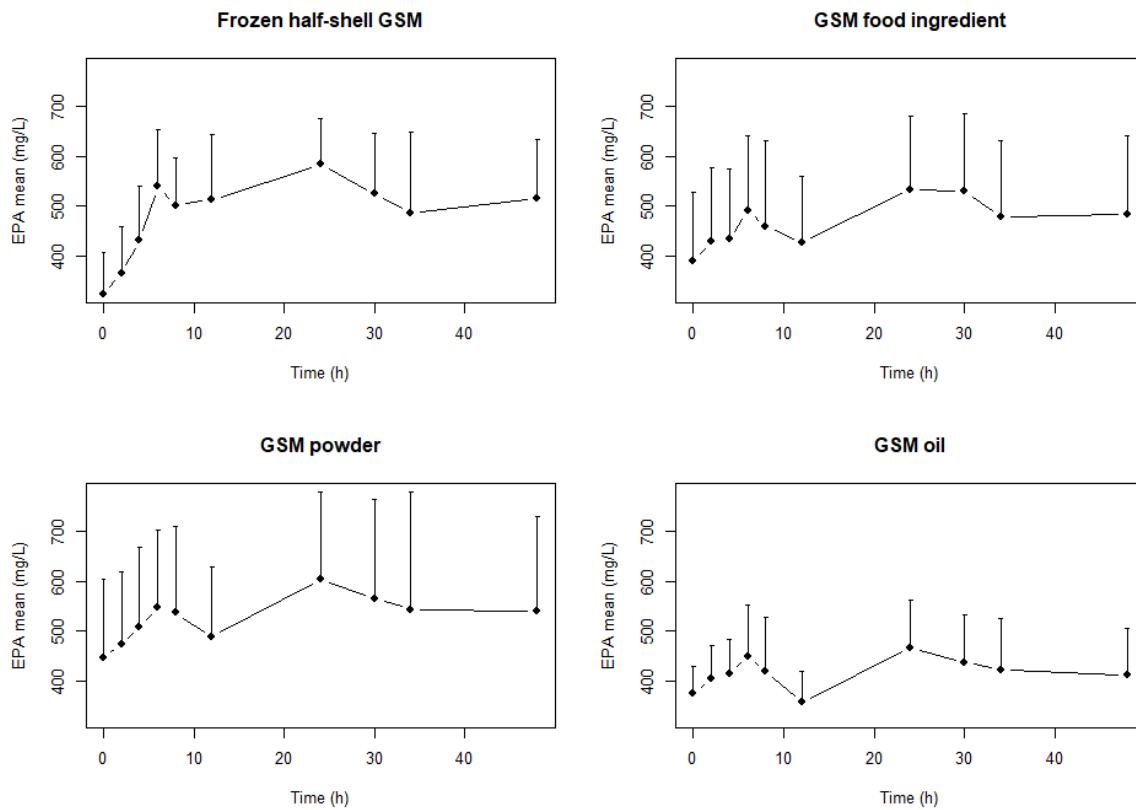 Frozen half-shell GSM
EPA mean (mg/L)
700
600
500
400
0 10 20 30 40
Time (h)
GSM food ingredient
EPA mean (mg/L)
700
600
500
400
0 10 20 30 40
Time (h)
GSM powder
EPA mean (mg/L)
700
600
500
400
0 10 20 30 40
Time (h)
GSM oil
EPA mean (mg/L)
700
600
500
400
0 10 20 30 40
Time (h)